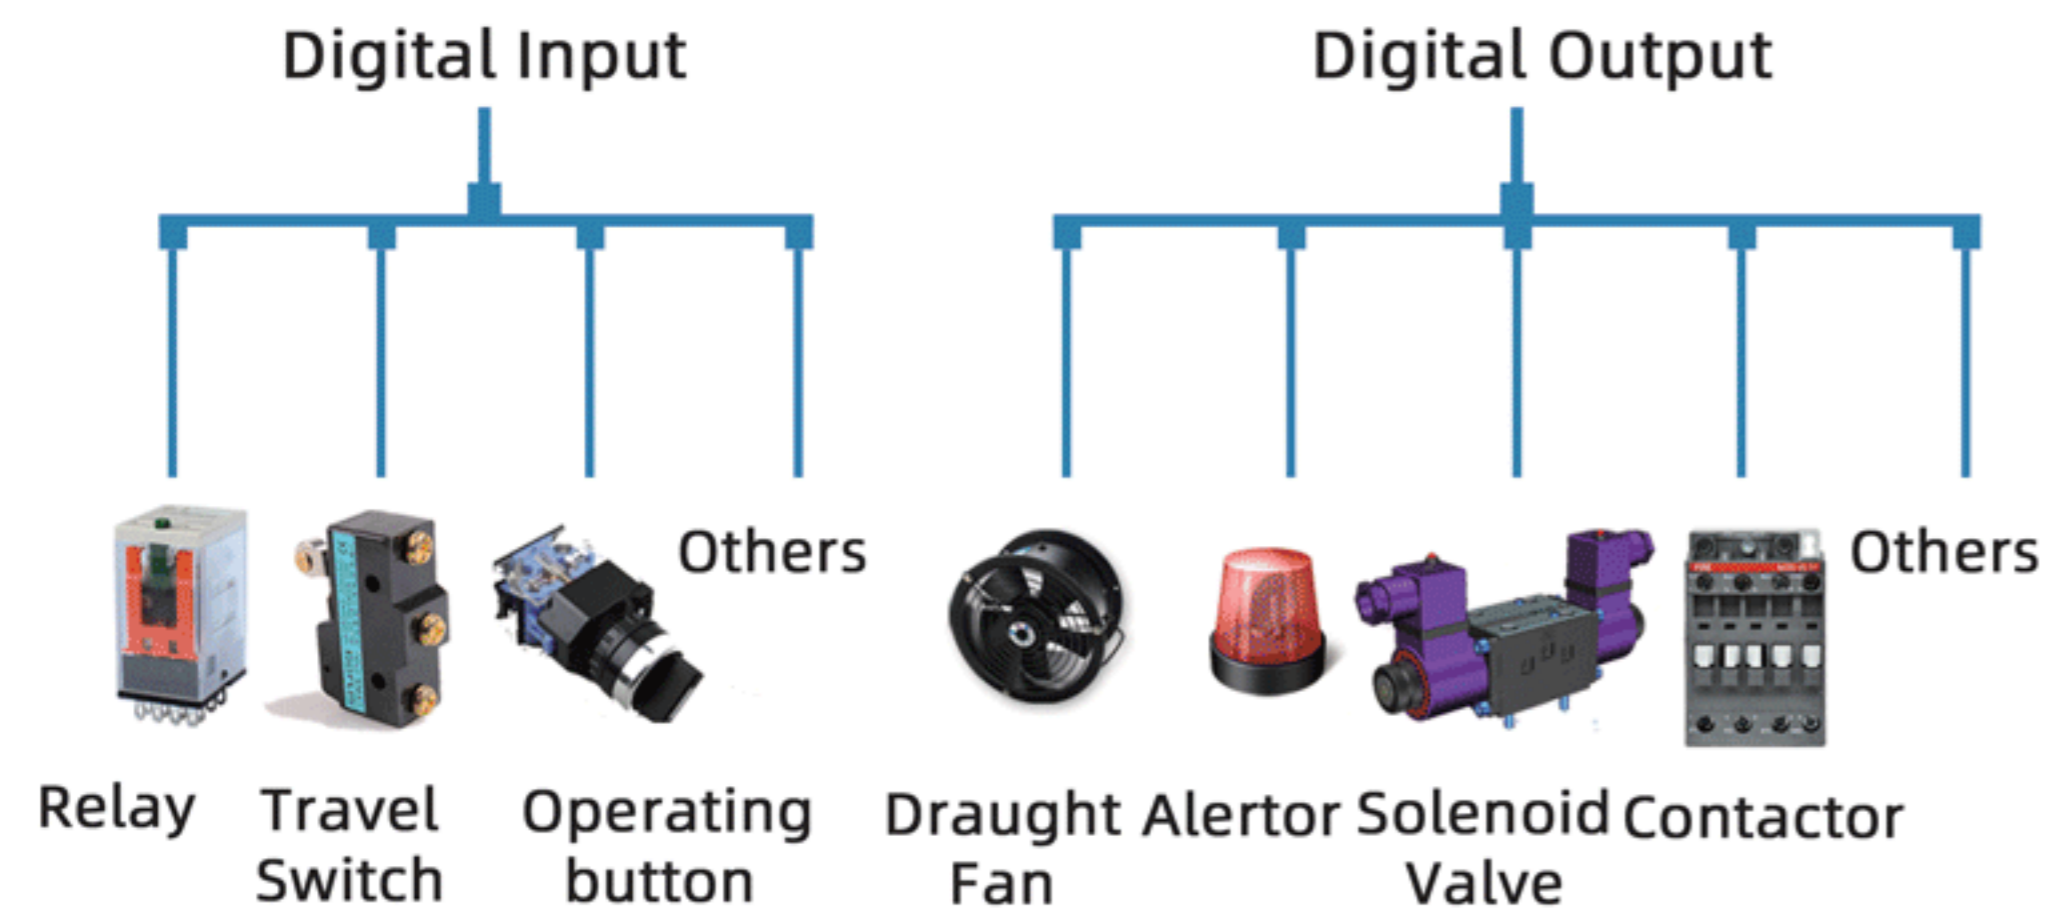 Digital Input
Digital Output
Others
Others
Relay
Travel
Switch
Operating
button
Draught
Fan
Alertor
Solenoid
Valve
Contactor